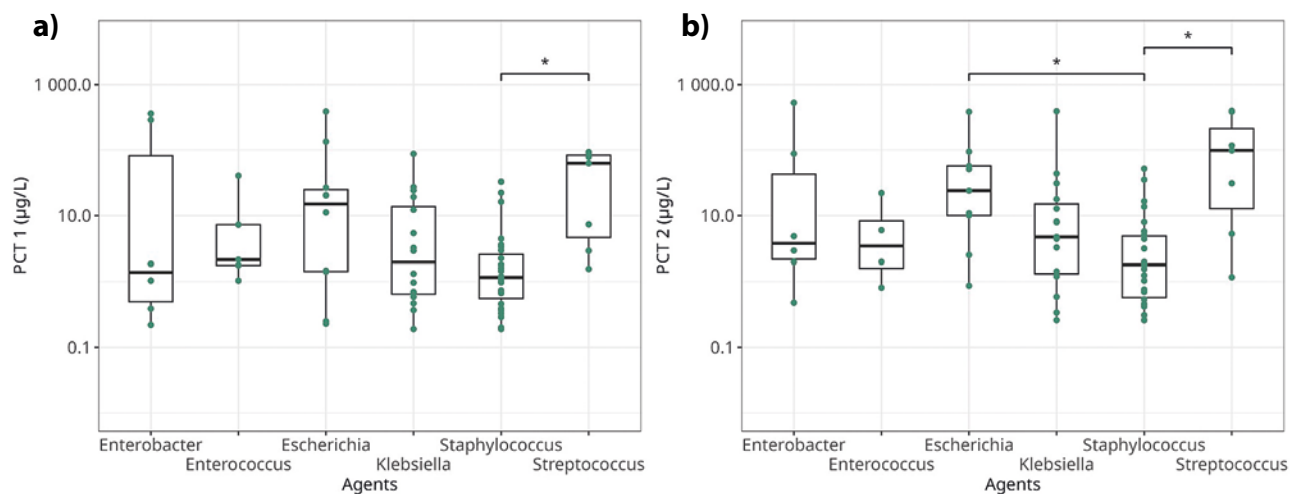 a)
*
1 000.0
10.0
0.1
PCT 1 (µg/L)
Enterobacter Escherichia Staphylococcus
Enterococcus Klebsiella Streptococcus
Agents
b)
*
*
1 000.0
10.0
0.1
PCT 2 (µg/L)
Enterobacter Escherichia Staphylococcus
Enterococcus Klebsiella Streptococcus
Agents